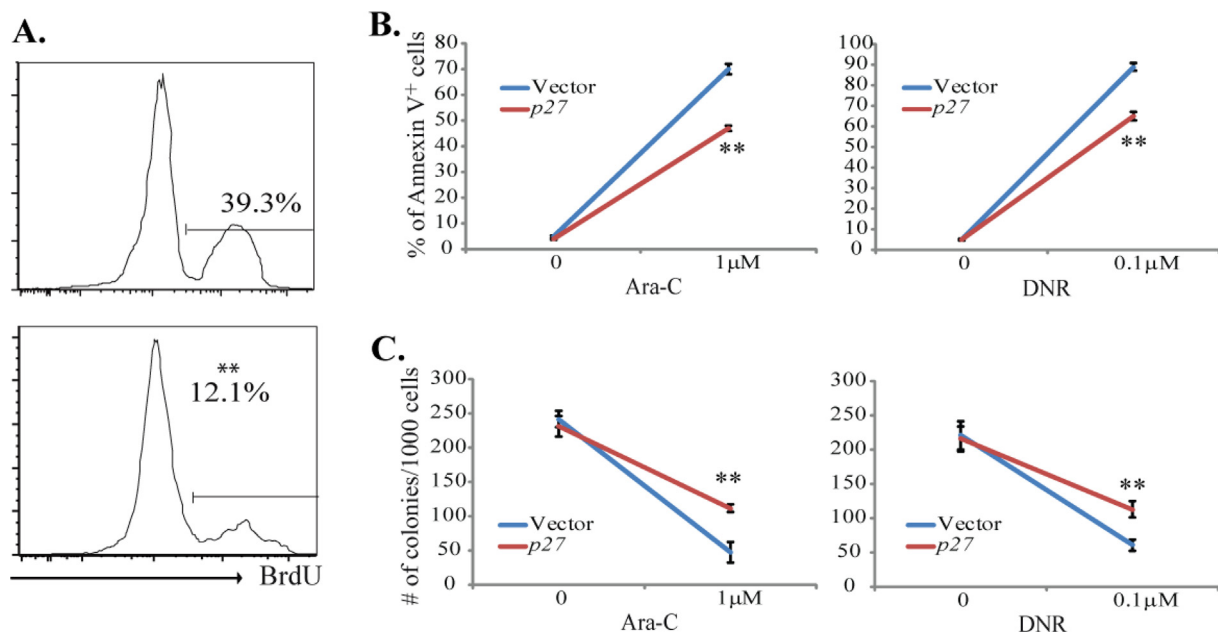 A.
39.3%
**
12.1%
BrdU
B.
% of Annexin V+ cells
80
70
60
50
40
30
20
10
0
Vector
p27
**
0
1μM
Ara-C
100
90
80
70
60
50
40
30
20
10
0
Vector
p27
**
0
0.1μM
DNR
C.
# of colonies/1000 cells
300
250
200
150
100
50
0
**
Vector
p27
0
1μM
Ara-C
300
250
200
150
100
50
0
**
Vector
p27
0
0.1μM
DNR